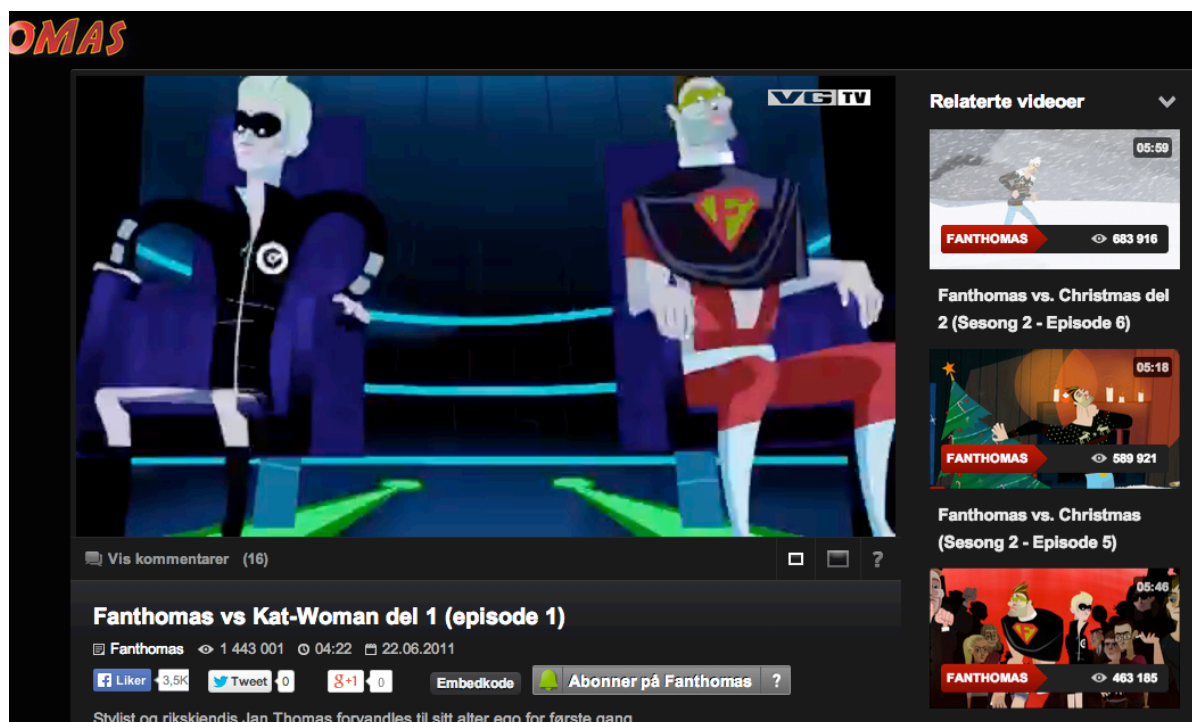 OMAS
VG TV
F
Vis kommentarer (16)
?
Fanthomas vs Kat-Woman del 1 (episode 1)
Fanthomas 1 443 001 04:22 22.06.2011
Liker 3,5K Tweet 0 8+1 0 Embedkode Abonner på Fanthomas ?
Stylist og rikskjendis Jan Thomas forvandles til sitt alter ego for første gang
Relaterte videoer
05:59
FANTHOMAS 683 916
Fanthomas vs. Christmas del
2 (Sesong 2 - Episode 6)
05:18
FANTHOMAS 589 921
Fanthomas vs. Christmas
(Sesong 2 - Episode 5)
05:46
F
FANTHOMAS 463 185